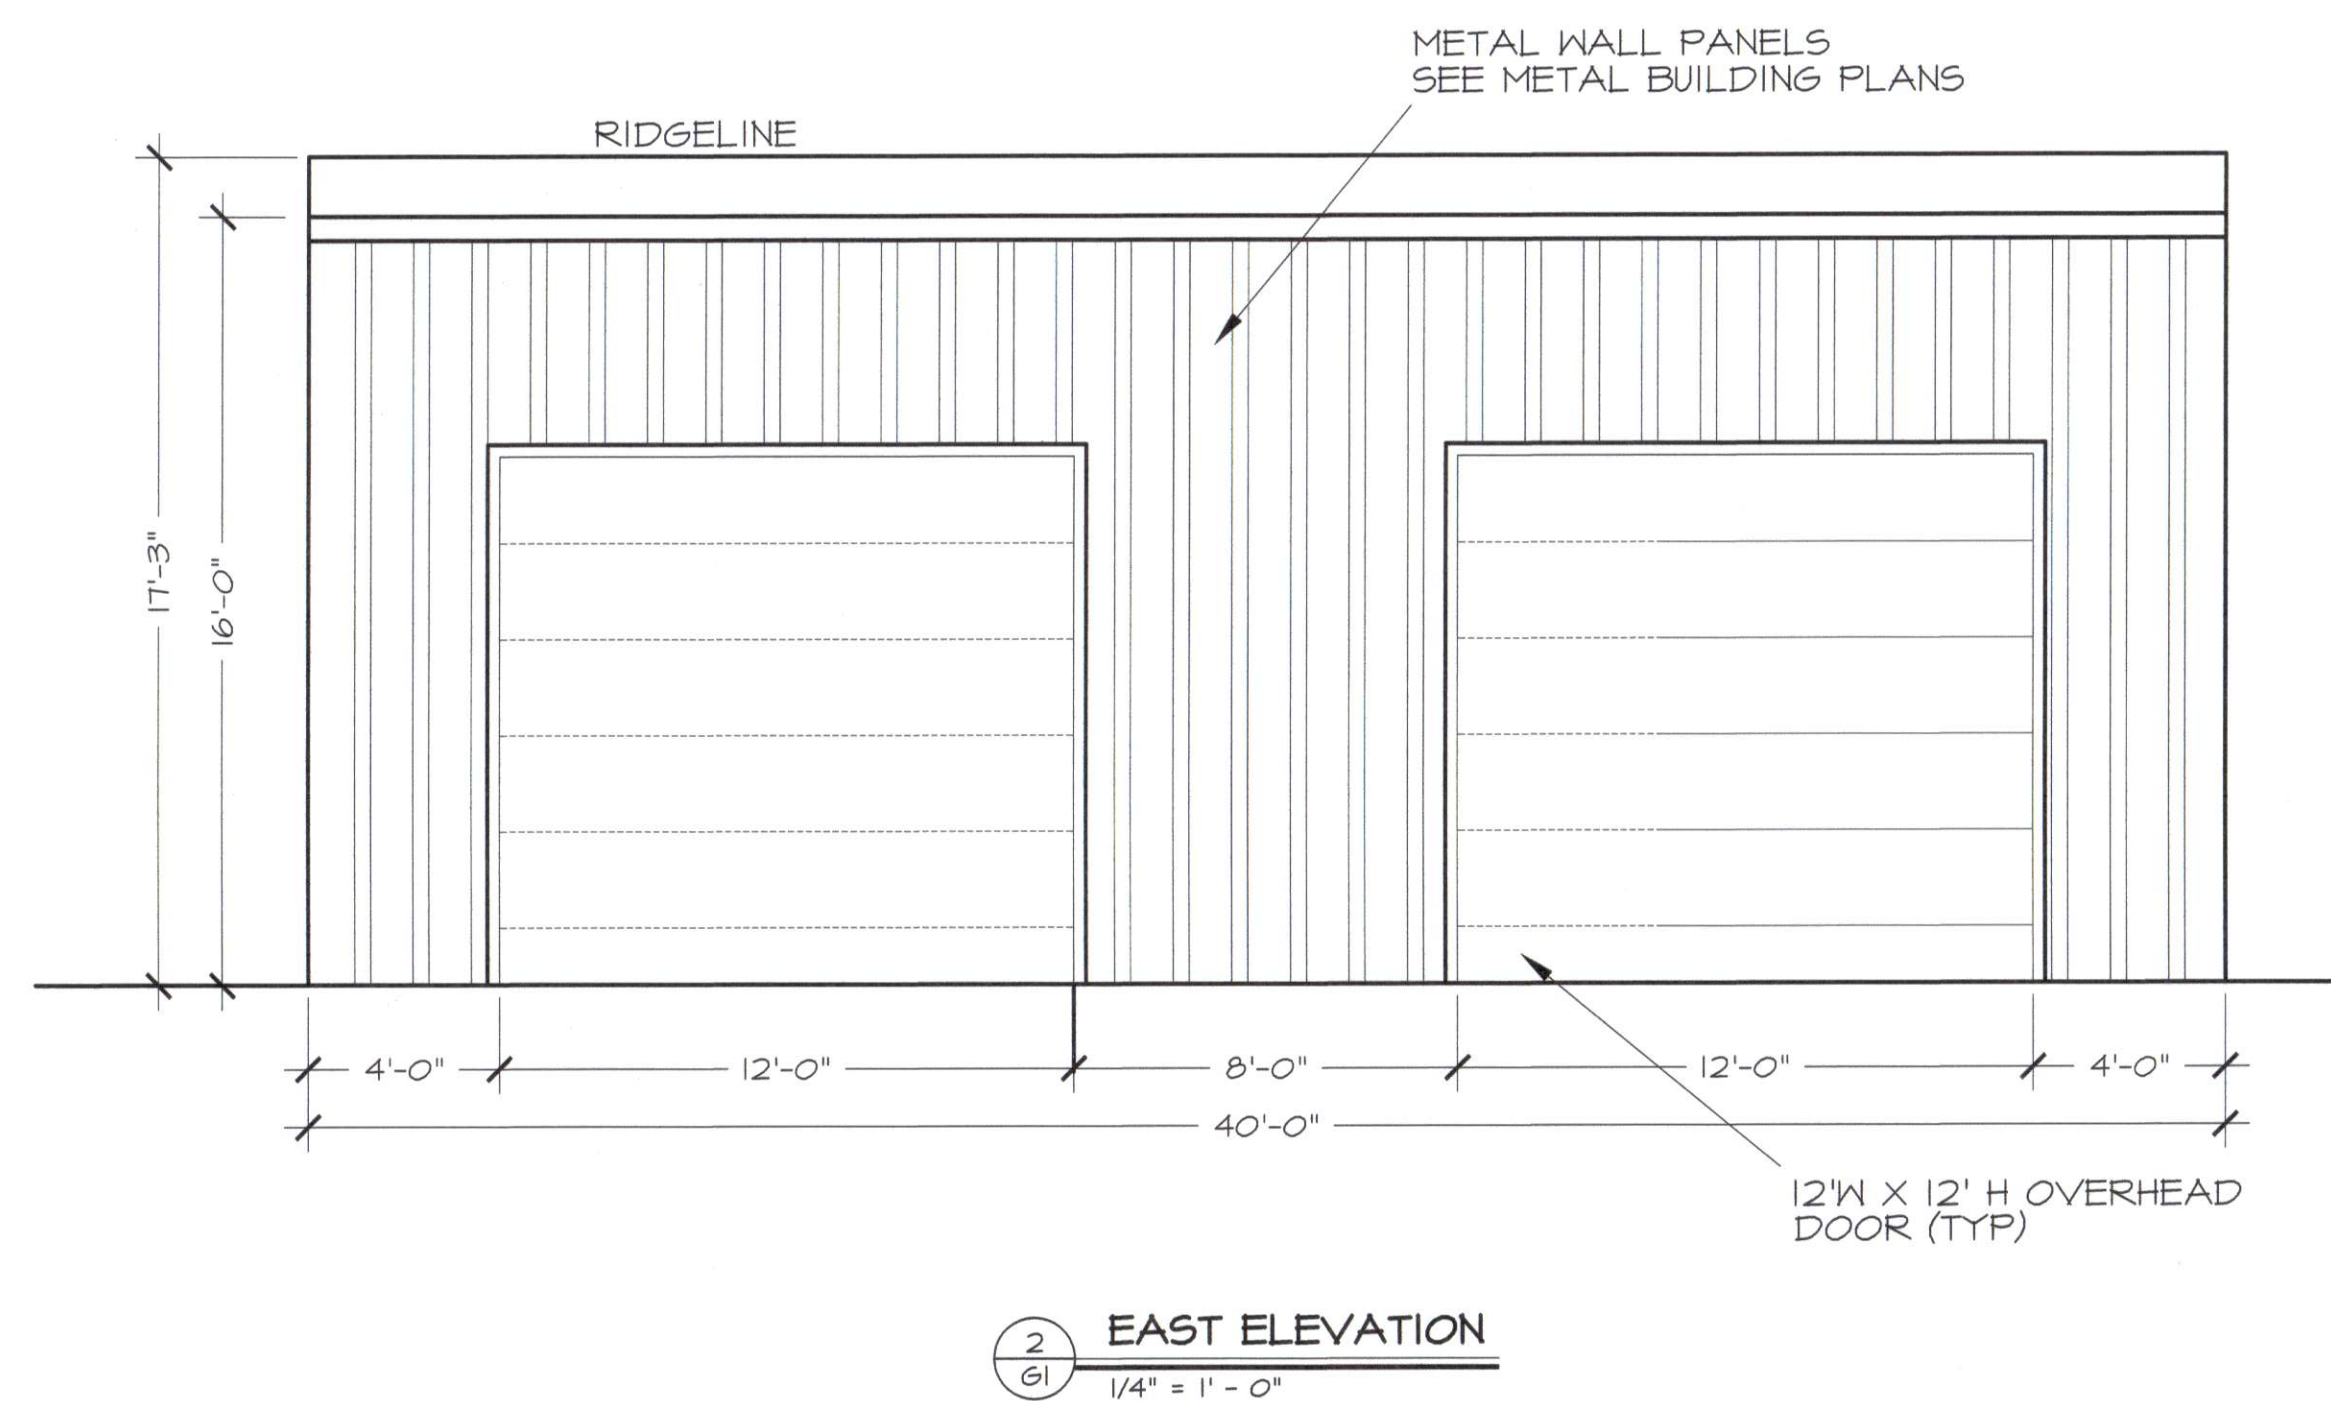 METAL WALL PANELS
SEE METAL BUILDING PLANS
RIDGELINE
17'-3"
16'-0"
4'-0"
12'-0"
8'-0"
12'-0"
4'-0"
40'-0"
12'W X 12' H OVERHEAD
DOOR (TYP)
2
G1
EAST ELEVATION
1/4" = 1' - 0"